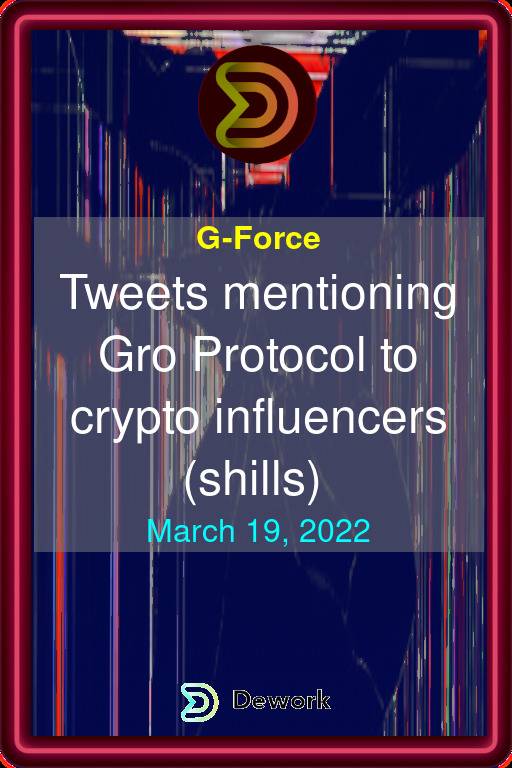 G-Force
Tweets mentioning
Gro Protocol to
crypto influencers
(shills)
March 19, 2022
Dework